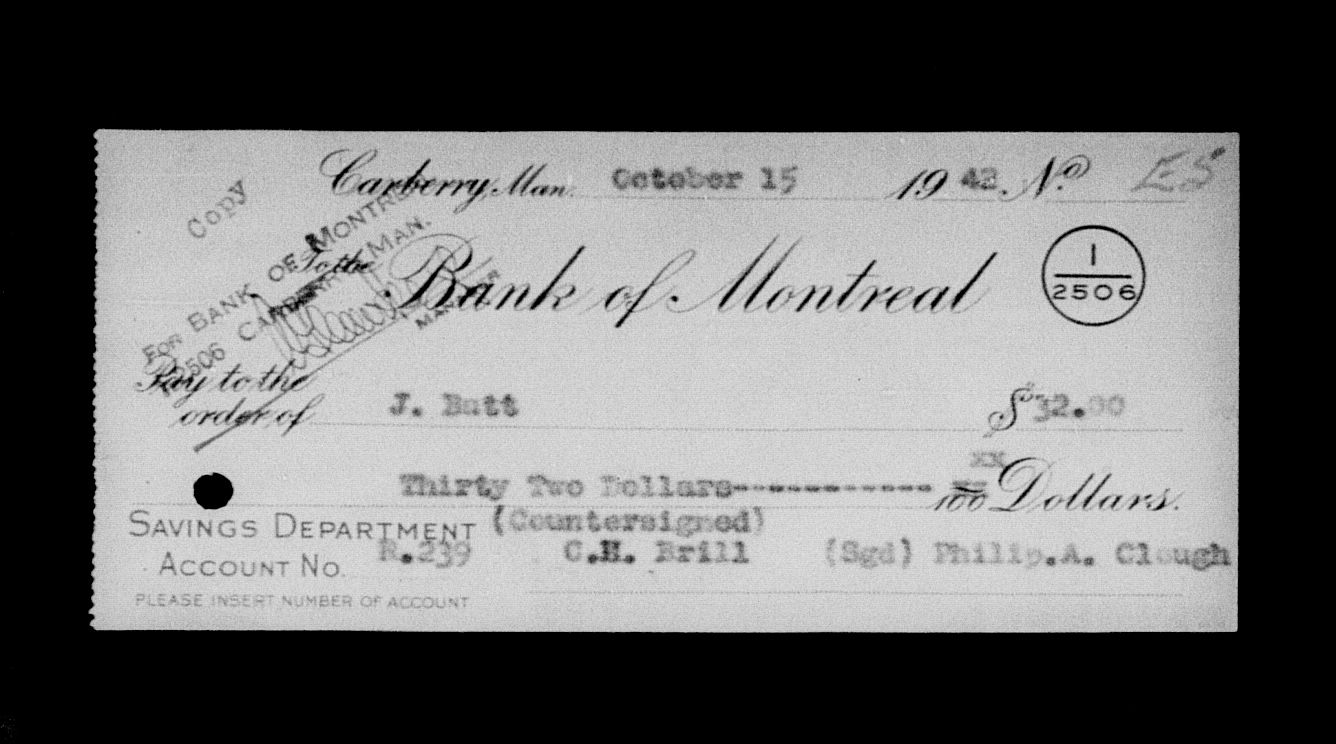 Copy
Carberry, Man. October 15 1942 No. E5
FOR BANK OF MONTREAL
12506 CARBERRY MAN.
MANAGER
To the Bank of Montreal
1
2506
Pay to the
order of J. Butt $32.00
Thirty Two Dollars------------ xx/100 Dollars.
SAVINGS DEPARTMENT (Countersigned)
ACCOUNT NO. R.239 C.H. Brill (Sgd) Philip.A. Clough
PLEASE INSERT NUMBER OF ACCOUNT